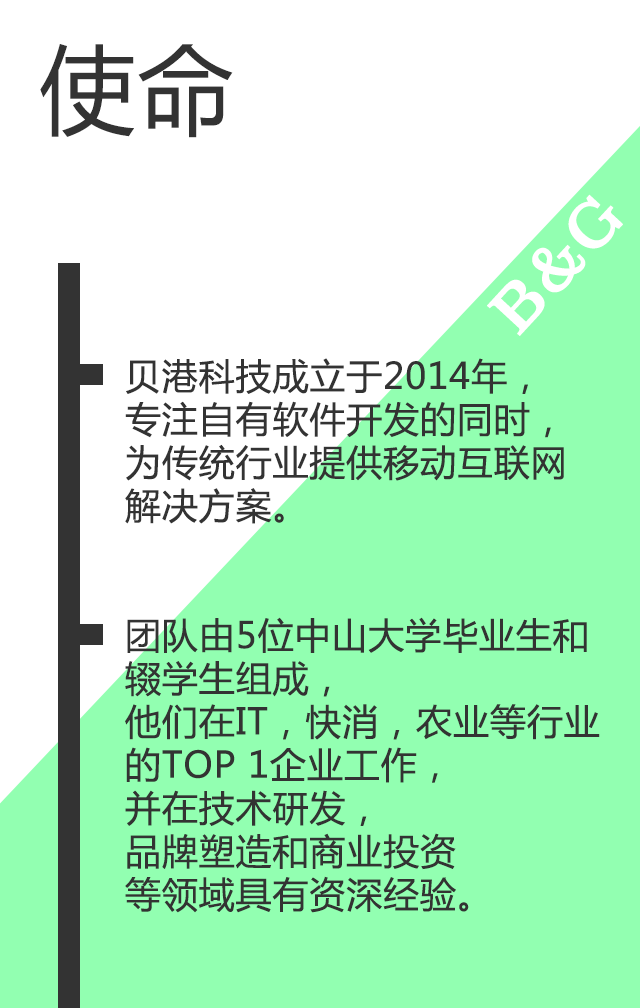 使命
B&G
贝港科技成立于2014年，
专注自有软件开发的同时，
为传统行业提供移动互联网
解决方案。
团队由5位中山大学毕业生和
辍学生组成，
他们在IT，快消，农业等行业
的TOP 1企业工作，
并在技术研发，
品牌塑造和商业投资
等领域具有资深经验。